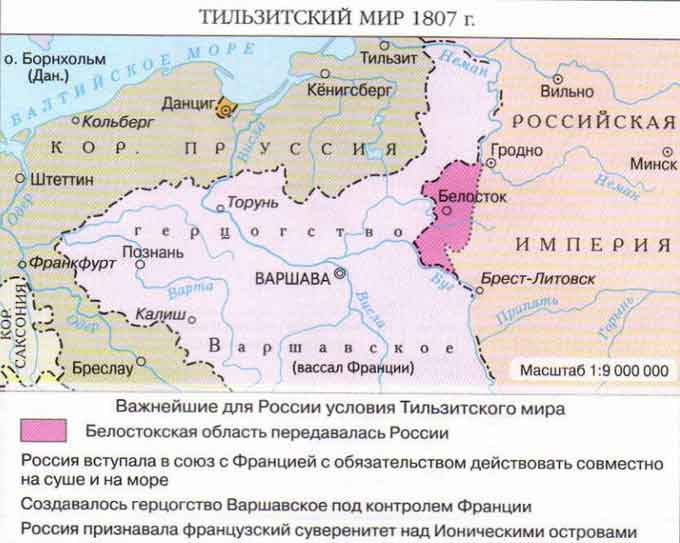 ТИЛЬЗИТСКИЙ МИР 1807 г.
о. Борнхольм
(Дан.)
БАЛТИЙСКОЕ МОРЕ
Тильзит
Неман
Кёнигсберг
Вильно
Данциг
Кольберг
Висла
РОССИЙСКАЯ
КОР. ПРУССИЯ
Гродно
Минск
Штеттин
Неман
Одер
Торунь
Белосток
герцогство
ИМПЕРИЯ
Познань
Франкфурт
ВАРШАВА
Буг
Брест-Литовск
Варта
Припять
Горынь
КОР.
САКСОНИЯ
Одер
Калиш
Висла
Варшавское
(вассал Франции)
Бреслау
Масштаб 1:9 000 000
Важнейшие для России условия Тильзитского мира
Белостокская область передавалась России
Россия вступала в союз с Францией с обязательством действовать совместно
на суше и на море
Создавалось герцогство Варшавское под контролем Франции
Россия признавала французский суверенитет над Ионическими островами